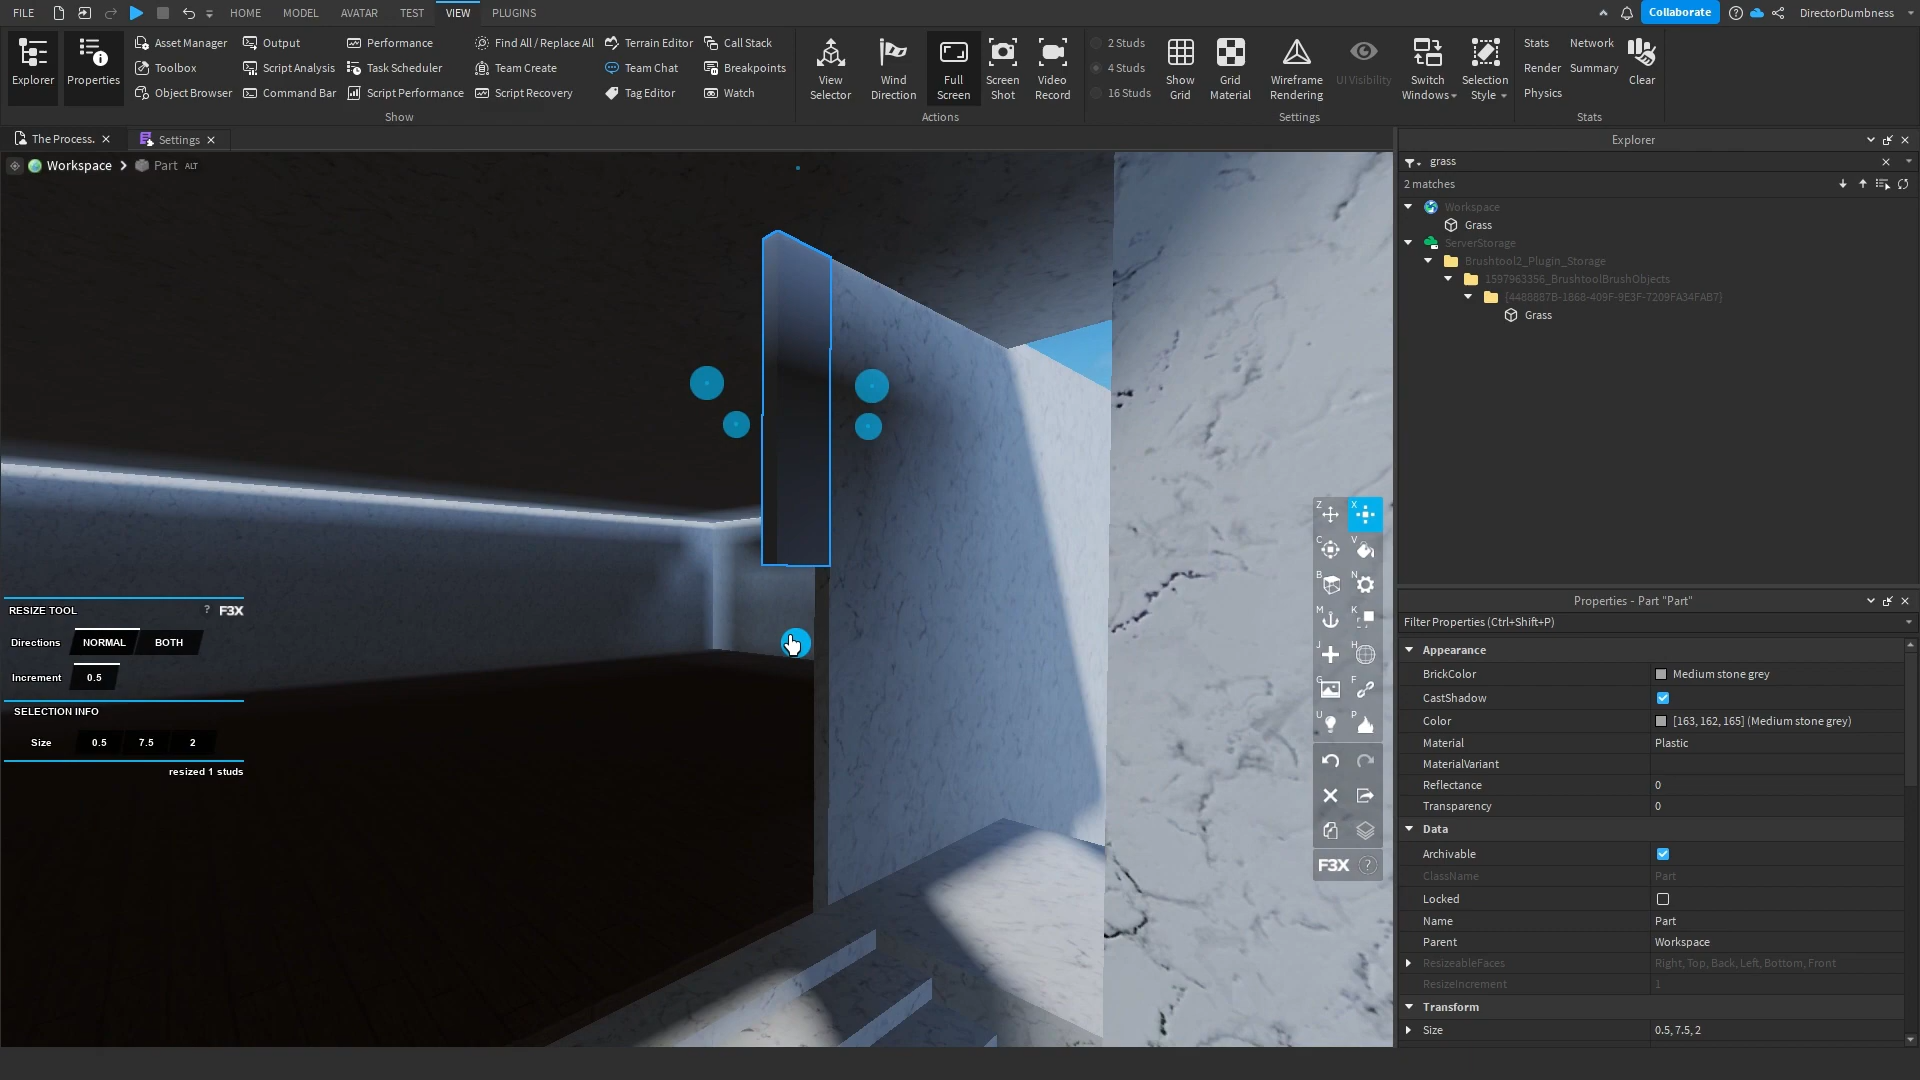 FILE HOME MODEL AVATAR TEST VIEW PLUGINS Collaborate DirectorDumbness
Explorer
Properties
Asset Manager
Toolbox
Object Browser
Output
Script Analysis
Command Bar
Performance
Task Scheduler
Script Performance
Find All / Replace All
Team Create
Script Recovery
Terrain Editor
Team Chat
Tag Editor
Call Stack
Breakpoints
Watch
Show
View Selector
Wind Direction
Full Screen
Screen Shot
Video Record
Actions
2 Studs
4 Studs
16 Studs
Show Grid
Grid Material
Wireframe Rendering
UI Visibility
Switch Windows
Selection Style
Settings
Stats Network
Render Summary
Physics
Clear
Stats
The Process. Settings
Workspace Part ALT
Explorer
grass
2 matches
Workspace
Grass
ServerStorage
Brushtool2_Plugin_Storage
1597963356_BrushtoolBrushObjects
{4488887B-1868-409F-9E3F-7209FA34FAB7}
Grass
RESIZE TOOL ? F3X
Directions NORMAL BOTH
Increment 0.5
SELECTION INFO
Size 0.5 7.5 2
resized 1 studs
Z X
C V
B N
M K
J H
G F
U P
F3X ?
Properties - Part "Part"
Filter Properties (Ctrl+Shift+P)
Appearance
BrickColor Medium stone grey
CastShadow
Color [163, 162, 165] (Medium stone grey)
Material Plastic
MaterialVariant
Reflectance 0
Transparency 0
Data
Archivable
ClassName Part
Locked
Name Part
Parent Workspace
ResizeableFaces Right, Top, Back, Left, Bottom, Front
ResizeIncrement 1
Transform
Size 0.5, 7.5, 2